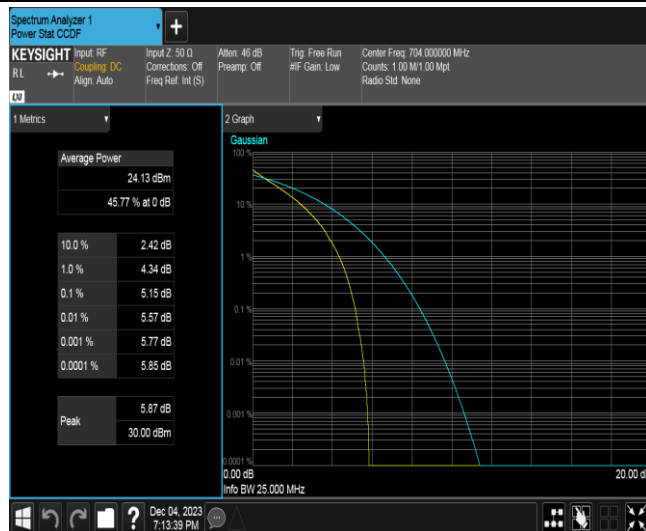 Spectrum Analyzer 1
Power Stat CCDF
KEYSIGHT
RL
Input: RF
Coupling: DC
Align: Auto
Input Z: 50 Ω
Corrections: Off
Freq Ref: Int (S)
Atten: 46 dB
Preamp: Off
Trig: Free Run
#IF Gain: Low
Center Freq: 704.000000 MHz
Counts: 1.00 M/1.00 Mpt
Radio Std: None
1 Metrics
Average Power
24.13 dBm
45.77 % at 0 dB
10.0 % 2.42 dB
1.0 % 4.34 dB
0.1 % 5.15 dB
0.01 % 5.57 dB
0.001 % 5.77 dB
0.0001 % 5.85 dB
Peak
5.87 dB
30.00 dBm
2 Graph
Gaussian
100 %
10 %
1 %
0.1 %
0.01 %
0.001 %
0.0001 %
0.00 dB
20.00 d
Info BW 25.000 MHz
Dec 04, 2023
7:13:39 PM